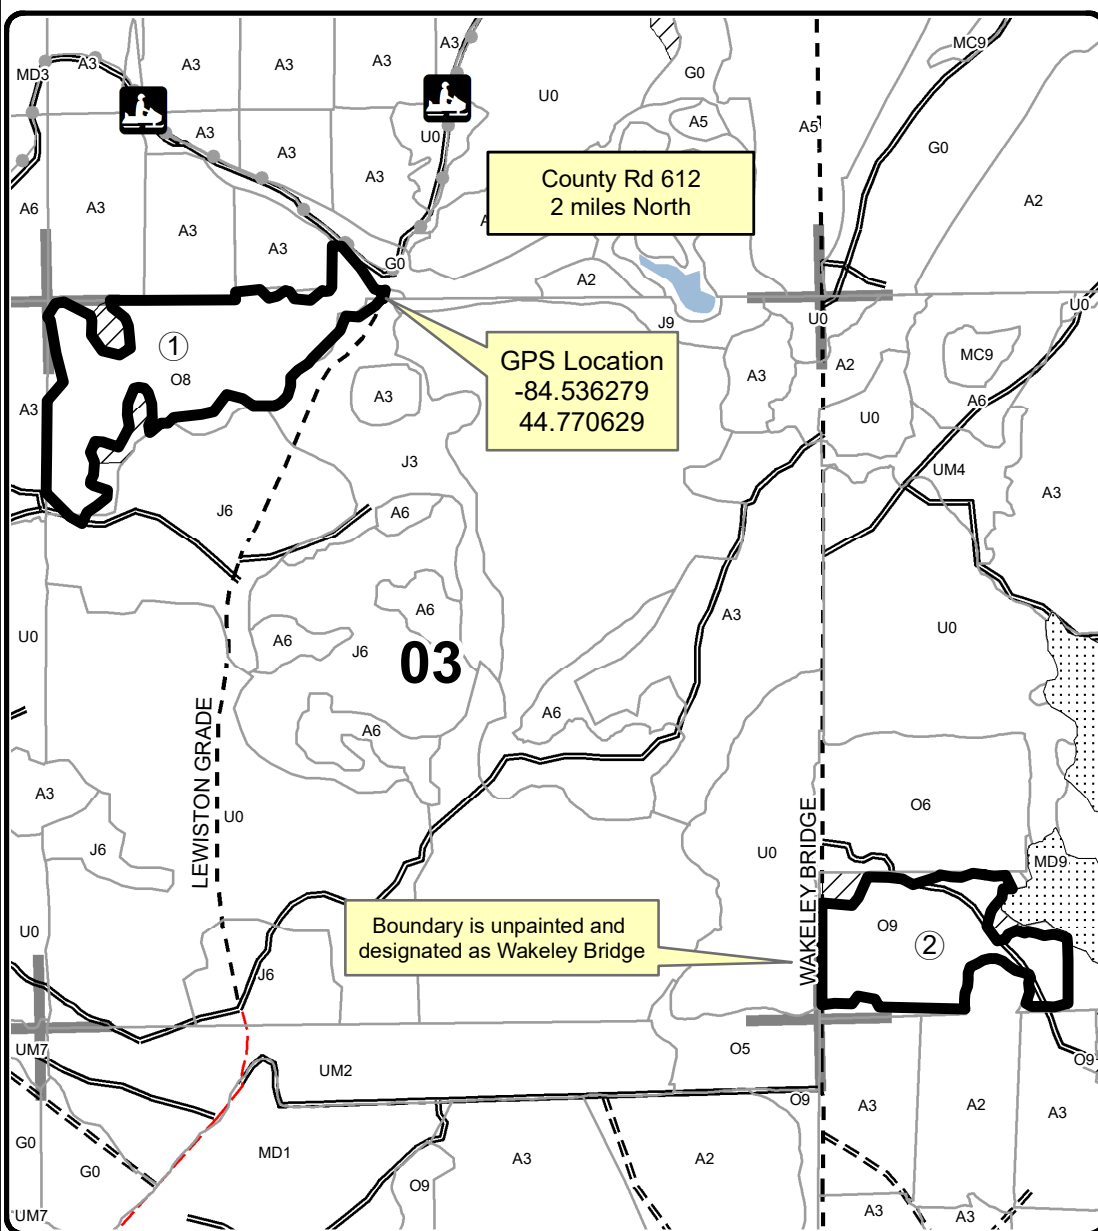 MC9
A3
A3
A3
A3
A3
MD3
G0
U0
A5
A5
U0
A3
G0
A3
County Rd 612
2 miles North
A3
A6
A3
A2
A3
A3
G0
A2
U0
U0
J9
1
GPS Location
-84.536279
44.770629
MC9
A2
A3
O8
A3
A6
A3
U0
J3
UM4
A3
J6
A6
A6
A3
U0
U0
A6
J6
03
A6
A6
LEWISTON GRADE
A3
O6
U0
WAKELEY BRIDGE
J6
U0
MD9
Boundary is unpainted and
designated as Wakeley Bridge
O9
2
U0
J6
UM7
O5
O9
UM2
O9
A3
A2
A3
G0
MD1
A3
A2
G0
O9
UM7
A3
A3